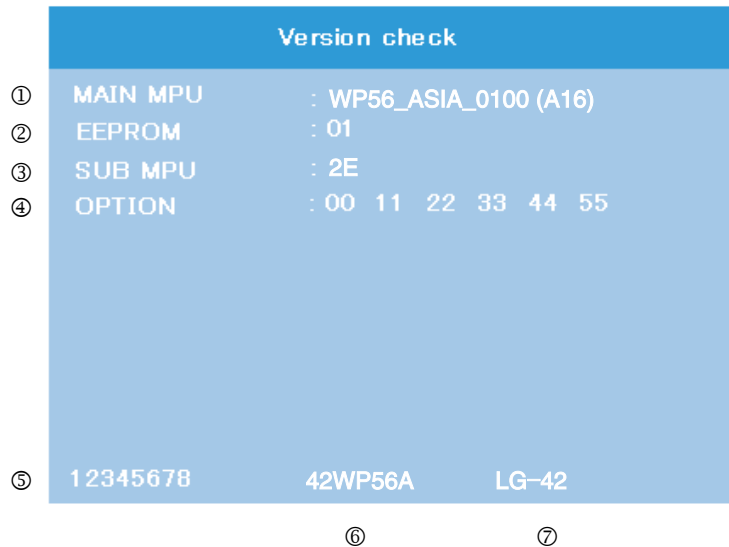 Version check
① MAIN MPU : WP56_ASIA_0100 (A16)
② EEPROM : 01
③ SUB MPU : 2E
④ OPTION : 00 11 22 33 44 55
⑤ 12345678 42WP56A LG-42
⑥ ⑦